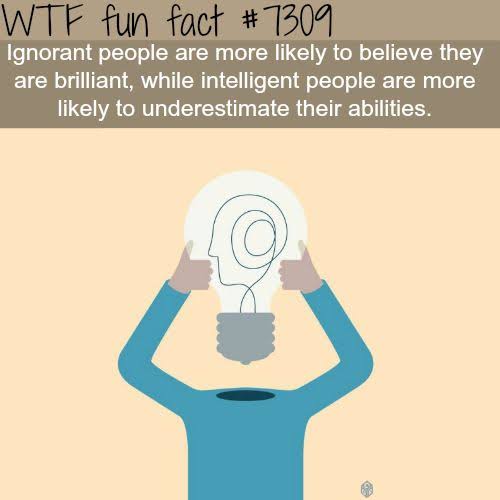 WTF fun fact #7309
Ignorant people are more likely to believe they
are brilliant, while intelligent people are more
likely to underestimate their abilities.